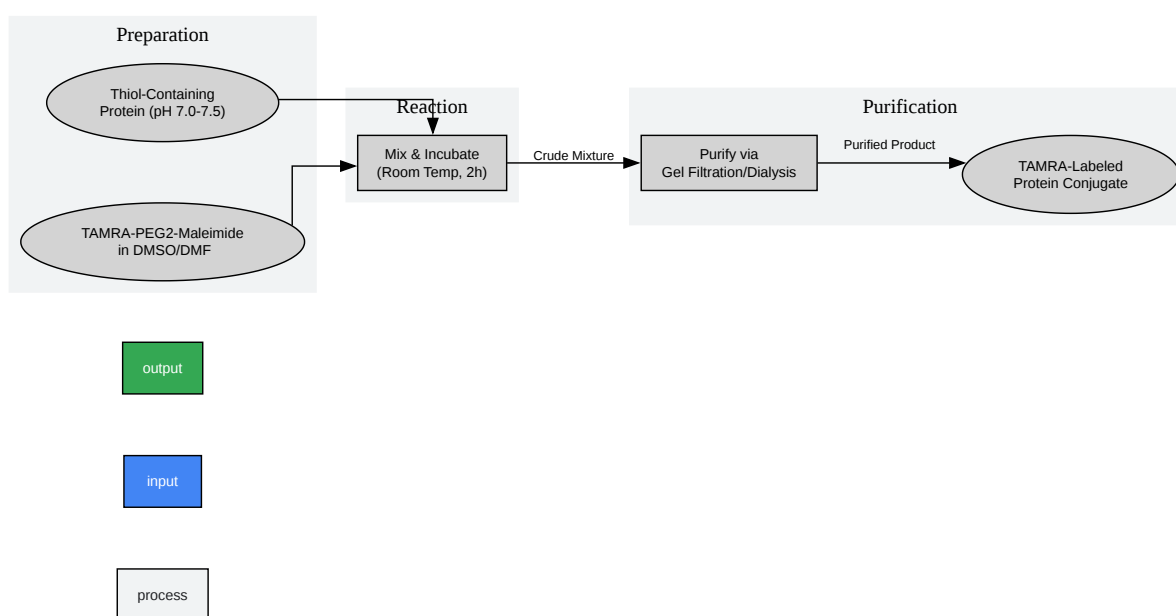 Preparation
Thiol-Containing
Protein (pH 7.0-7.5)
TAMRA-PEG2-Maleimide
in DMSO/DMF
Reaction
Mix & Incubate
(Room Temp, 2h)
Crude Mixture
Purification
Purify via
Gel Filtration/Dialysis
Purified Product
TAMRA-Labeled
Protein Conjugate
output
input
process